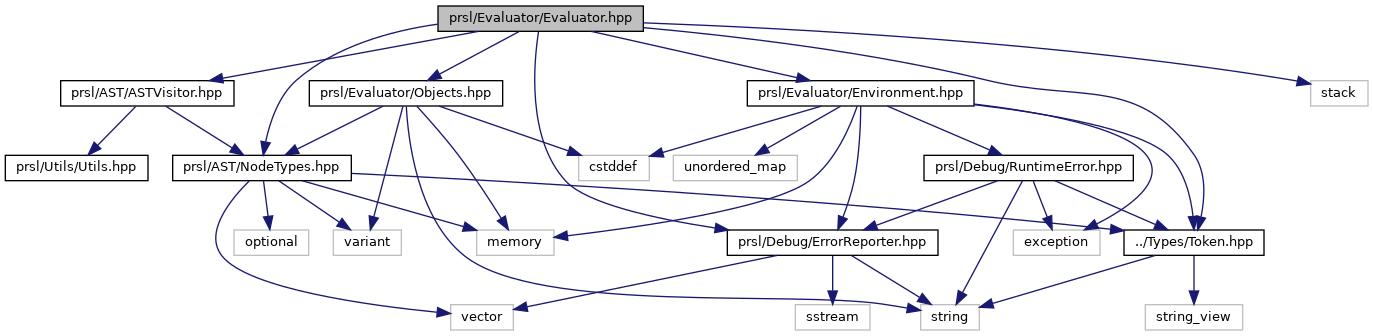 prsl/Evaluator/Evaluator.hpp
prsl/AST/ASTVisitor.hpp
prsl/Evaluator/Objects.hpp
prsl/Evaluator/Environment.hpp
stack
prsl/Utils/Utils.hpp
prsl/AST/NodeTypes.hpp
cstddef
unordered_map
prsl/Debug/RuntimeError.hpp
optional
variant
memory
prsl/Debug/ErrorReporter.hpp
exception
../Types/Token.hpp
vector
sstream
string
string_view